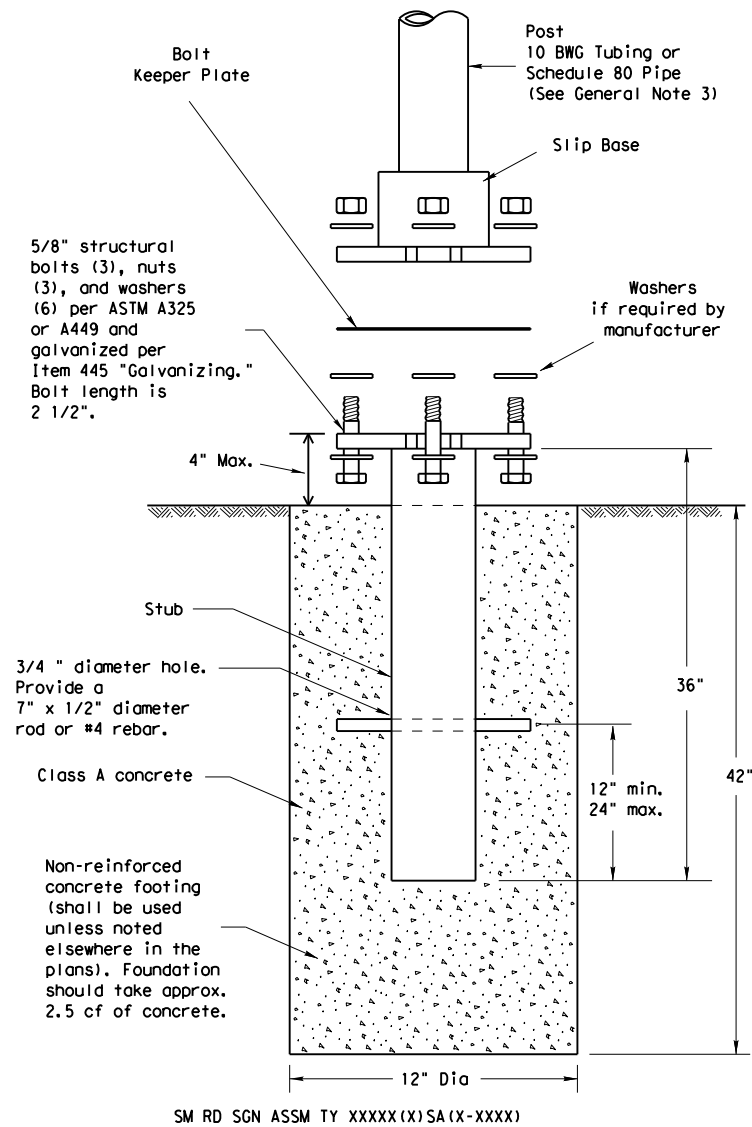 Bolt
Keeper Plate
Post
10 BWG Tubing or
Schedule 80 Pipe
(See General Note 3)
Slip Base
5/8" structural
bolts (3), nuts
(3), and washers
(6) per ASTM A325
or A449 and
galvanized per
Item 445 "Galvanizing."
Bolt length is
2 1/2".
Washers
if required by
manufacturer
4" Max.
Stub
3/4 " diameter hole.
Provide a
7" x 1/2" diameter
rod or #4 rebar.
36"
Class A concrete
12" min.
24" max.
42"
Non-reinforced
concrete footing
(shall be used
unless noted
elsewhere in the
plans). Foundation
should take approx.
2.5 cf of concrete.
12" Dia
SM RD SGN ASSM TY XXXXX(X)SA(X-XXXX)